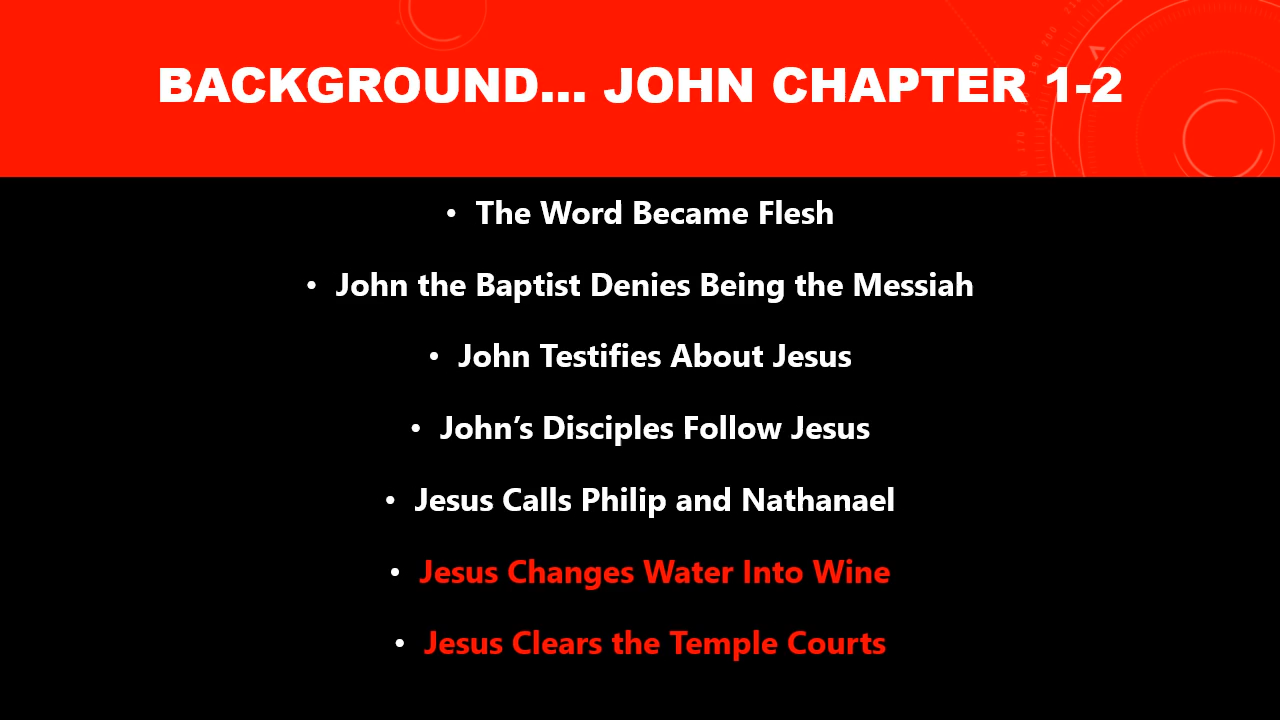 BACKGROUND... JOHN CHAPTER 1-2
• The Word Became Flesh
• John the Baptist Denies Being the Messiah
• John Testifies About Jesus
• John’s Disciples Follow Jesus
• Jesus Calls Philip and Nathanael
• Jesus Changes Water Into Wine
• Jesus Clears the Temple Courts